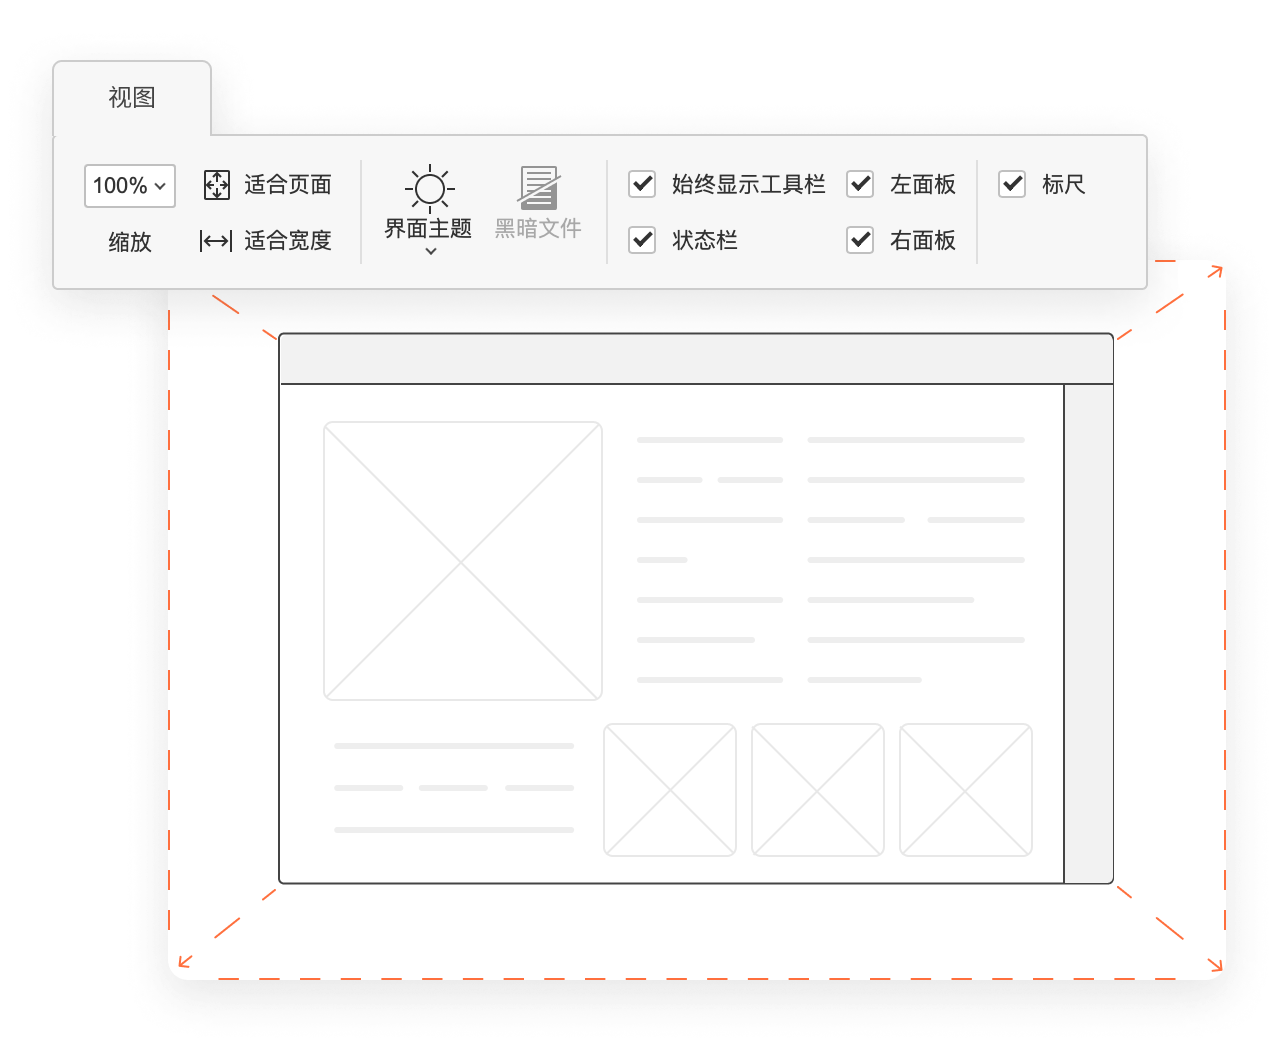 视图
100%
适合页面
缩放
适合宽度
界面主题
黑暗文件
始终显示工具栏
左面板
标尺
状态栏
右面板